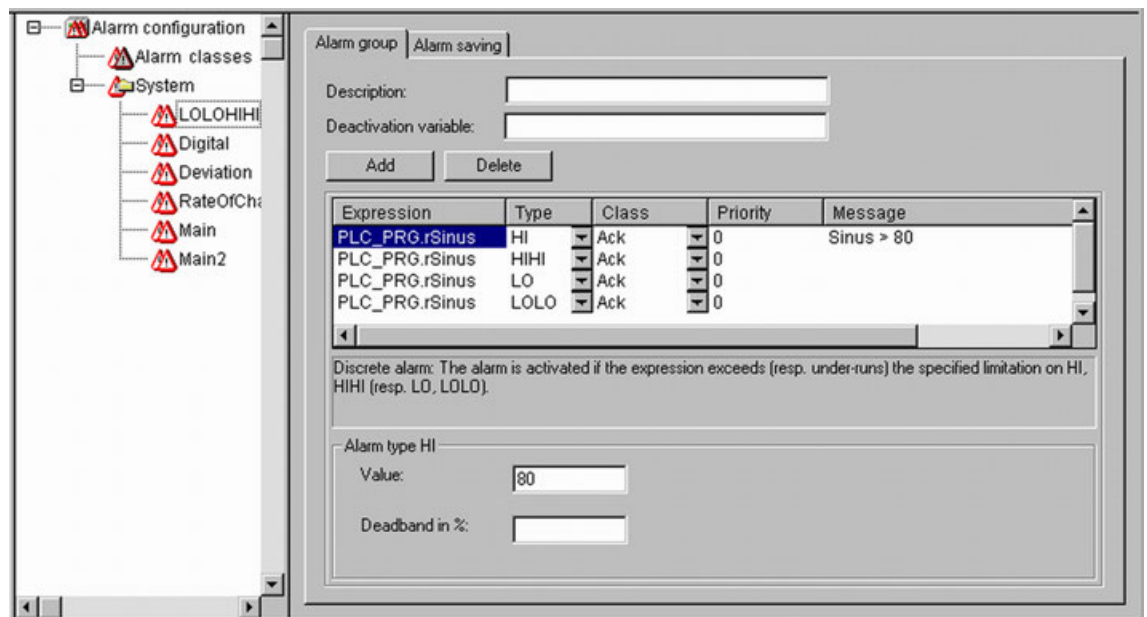 Alarm configuration
Alarm classes
System
LOLOHIHI
Digital
Deviation
RateOfCha
Main
Main2
Alarm group Alarm saving
Description:
Deactivation variable:
Add Delete
Expression Type Class Priority Message
PLC_PRG.rSinus HI Ack 0 Sinus > 80
PLC_PRG.rSinus HIHI Ack 0
PLC_PRG.rSinus LO Ack 0
PLC_PRG.rSinus LOLO Ack 0
Discrete alarm: The alarm is activated if the expression exceeds (resp. under-runs) the specified limitation on HI,
HIHI (resp. LO, LOLO).
Alarm type HI
Value: 80
Deadband in %: